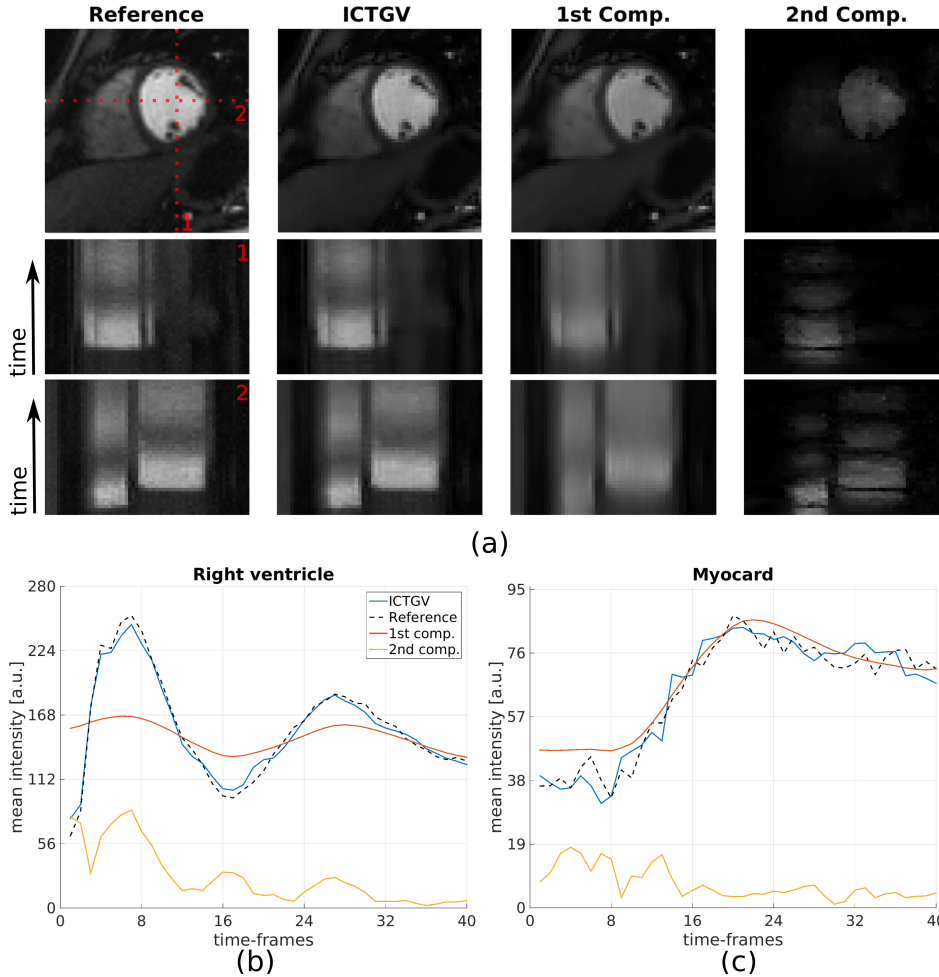 Reference ICTGV 1st Comp. 2nd Comp.
2
1
time
1
time
2
(a)
Right ventricle
mean intensity [a.u.]
280
224
168
112
56
0
0 8 16 24 32 40
time-frames
ICTGV
Reference
1st comp.
2nd comp.
(b)
Myocard
mean intensity [a.u.]
95
76
57
38
19
0
0 8 16 24 32 40
time-frames
(c)